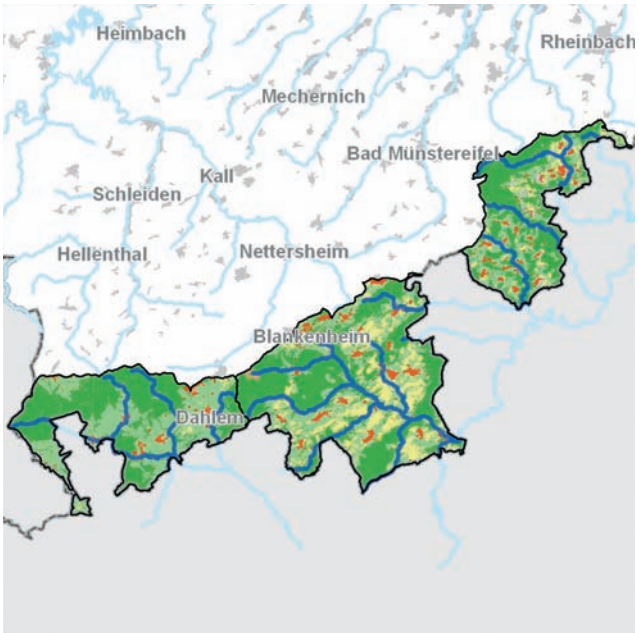 Heimbach
Rheinbach
Mechernich
Bad Münstereifel
Kall
Schleiden
Hellenthal
Nettersheim
Blankenheim
Dahlem